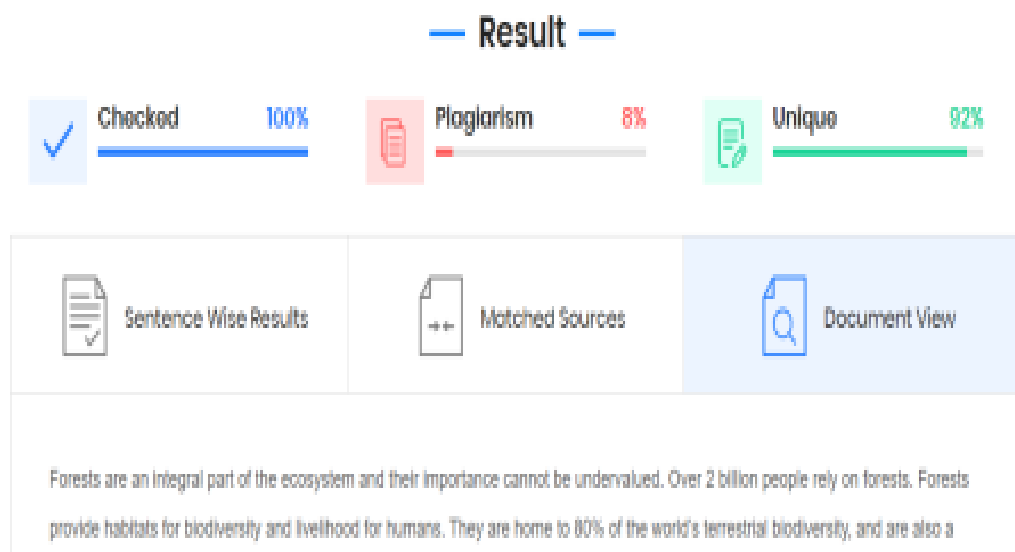 Result
Checked 100% Plagiarism 8% Unique 92%
Sentence Wise Results Matched Sources Document View
Forests are an integral part of the ecosystem and their importance cannot be undervalued. Over 2 billion people rely on forests. Forests
provide habitats for biodiversity and livelihood for humans. They are home to 80% of the world's terrestrial biodiversity, and are also a